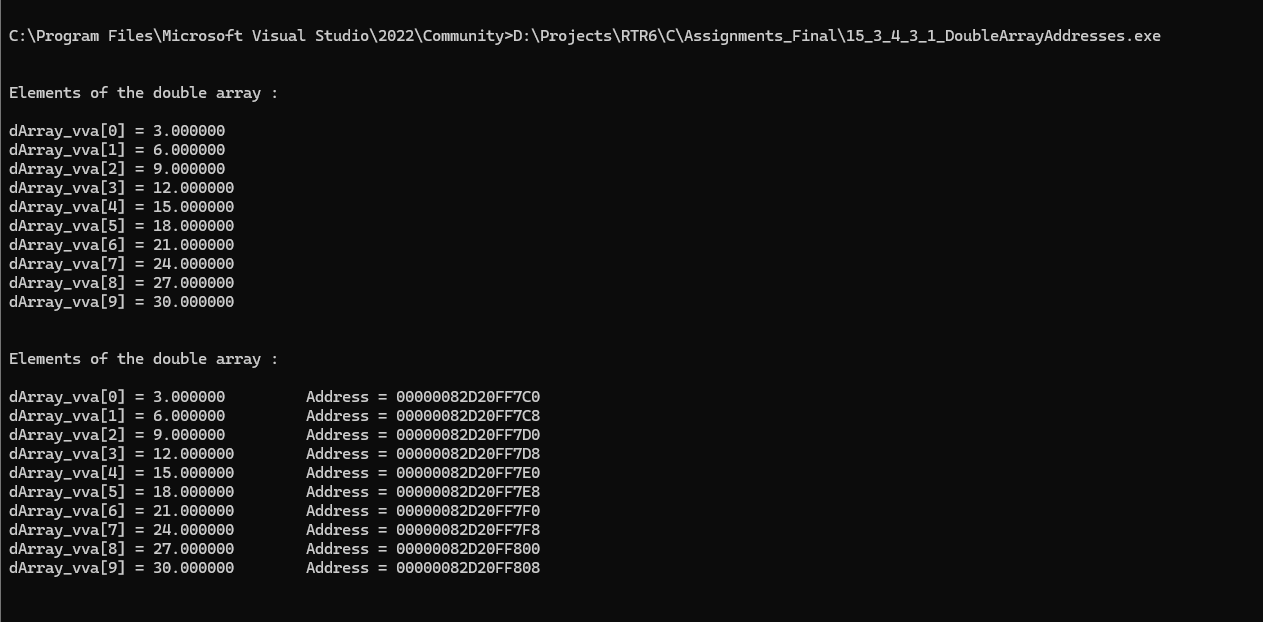 C:\Program Files\Microsoft Visual Studio\2022\Community>D:\Projects\RTR6\C\Assignments_Final\15_3_4_3_1_DoubleArrayAddresses.exe
Elements of the double array :
dArray_vva[0] = 3.000000
dArray_vva[1] = 6.000000
dArray_vva[2] = 9.000000
dArray_vva[3] = 12.000000
dArray_vva[4] = 15.000000
dArray_vva[5] = 18.000000
dArray_vva[6] = 21.000000
dArray_vva[7] = 24.000000
dArray_vva[8] = 27.000000
dArray_vva[9] = 30.000000
Elements of the double array :
dArray_vva[0] = 3.000000 Address = 00000082D20FF7C0
dArray_vva[1] = 6.000000 Address = 00000082D20FF7C8
dArray_vva[2] = 9.000000 Address = 00000082D20FF7D0
dArray_vva[3] = 12.000000 Address = 00000082D20FF7D8
dArray_vva[4] = 15.000000 Address = 00000082D20FF7E0
dArray_vva[5] = 18.000000 Address = 00000082D20FF7E8
dArray_vva[6] = 21.000000 Address = 00000082D20FF7F0
dArray_vva[7] = 24.000000 Address = 00000082D20FF7F8
dArray_vva[8] = 27.000000 Address = 00000082D20FF800
dArray_vva[9] = 30.000000 Address = 00000082D20FF808